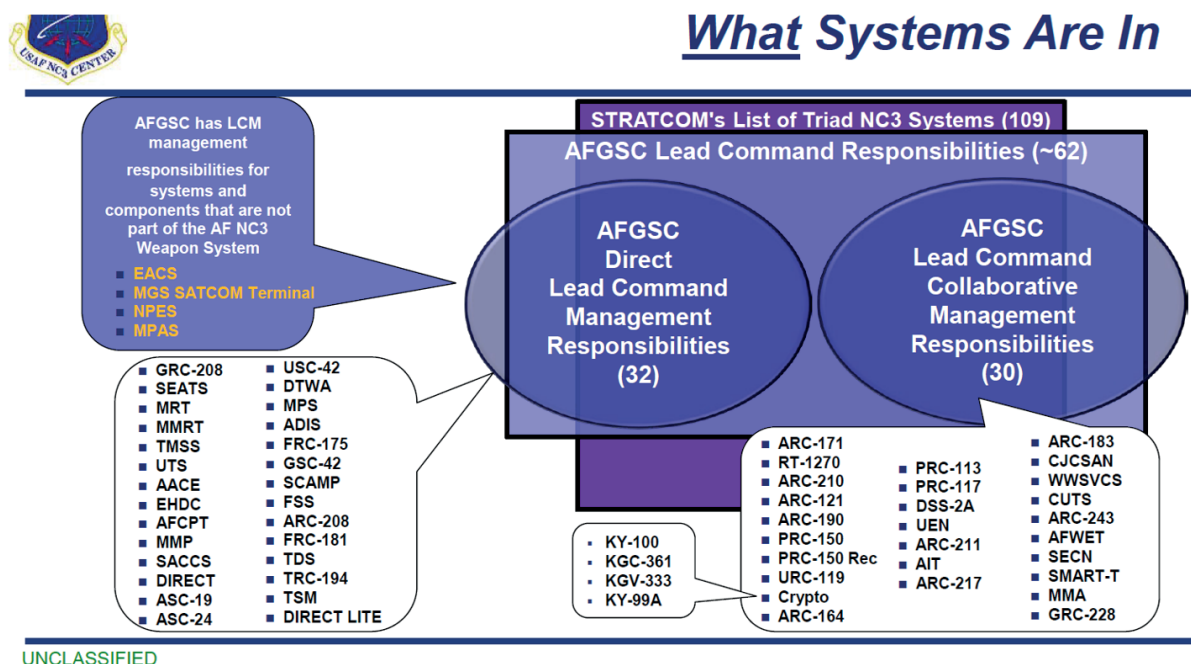 What Systems Are In
USAF NC3 CENTER
AFGSC has LCM
management
responsibilities for
systems and
components that are not
part of the AF NC3
Weapon System
■ EACS
■ MGS SATCOM Terminal
■ NPES
■ MPAS
STRATCOM's List of Triad NC3 Systems (109)
AFGSC Lead Command Responsibilities (~62)
AFGSC
Direct
Lead Command
Management
Responsibilities
(32)
AFGSC
Lead Command
Collaborative
Management
Responsibilities
(30)
■ GRC-208
■ SEATS
■ MRT
■ MMRT
■ TMSS
■ UTS
■ AACE
■ EHDC
■ AFCPT
■ MMP
■ SACCS
■ DIRECT
■ ASC-19
■ ASC-24
■ USC-42
■ DTWA
■ MPS
■ ADIS
■ FRC-175
■ GSC-42
■ SCAMP
■ FSS
■ ARC-208
■ FRC-181
■ TDS
■ TRC-194
■ TSM
■ DIRECT LITE
▪ KY-100
▪ KGC-361
▪ KGV-333
▪ KY-99A
■ ARC-171
■ RT-1270
■ ARC-210
■ ARC-121
■ ARC-190
■ PRC-150
■ PRC-150 Rec
■ URC-119
■ Crypto
■ ARC-164
■ PRC-113
■ PRC-117
■ DSS-2A
■ UEN
■ ARC-211
■ AIT
■ ARC-217
■ ARC-183
■ CJCSAN
■ WWSVCS
■ CUTS
■ ARC-243
■ AFWET
■ SECN
■ SMART-T
■ MMA
■ GRC-228
UNCLASSIFIED